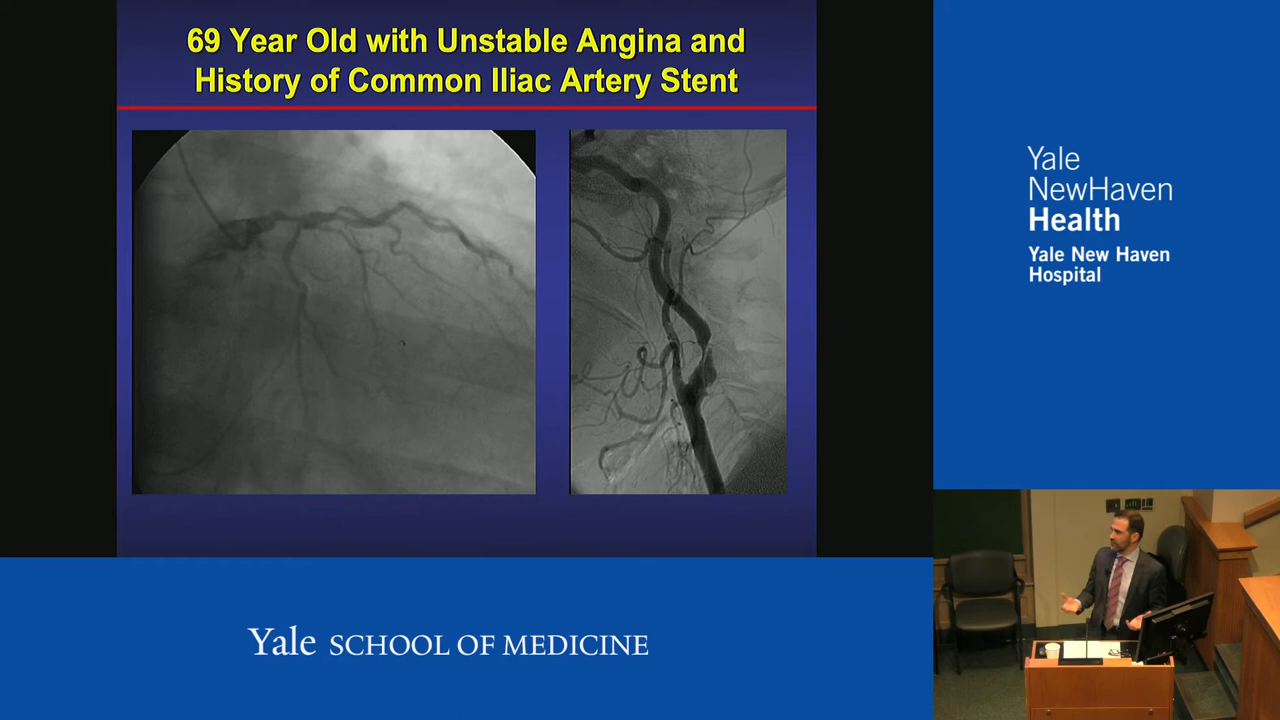 69 Year Old with Unstable Angina and
History of Common Iliac Artery Stent
Yale
NewHaven
Health
Yale New Haven
Hospital
Yale SCHOOL OF MEDICINE